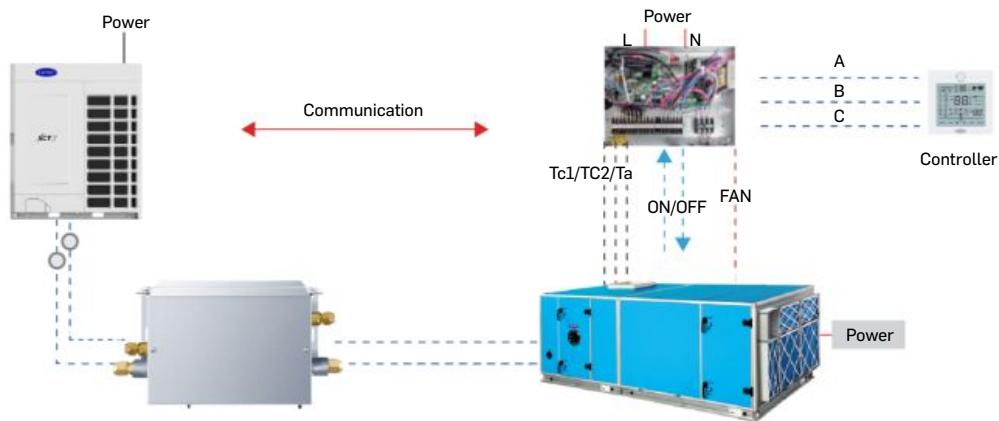 Power
Power
L
N
A
B
C
Communication
Controller
Tc1/TC2/Ta
ON/OFF
FAN
Power